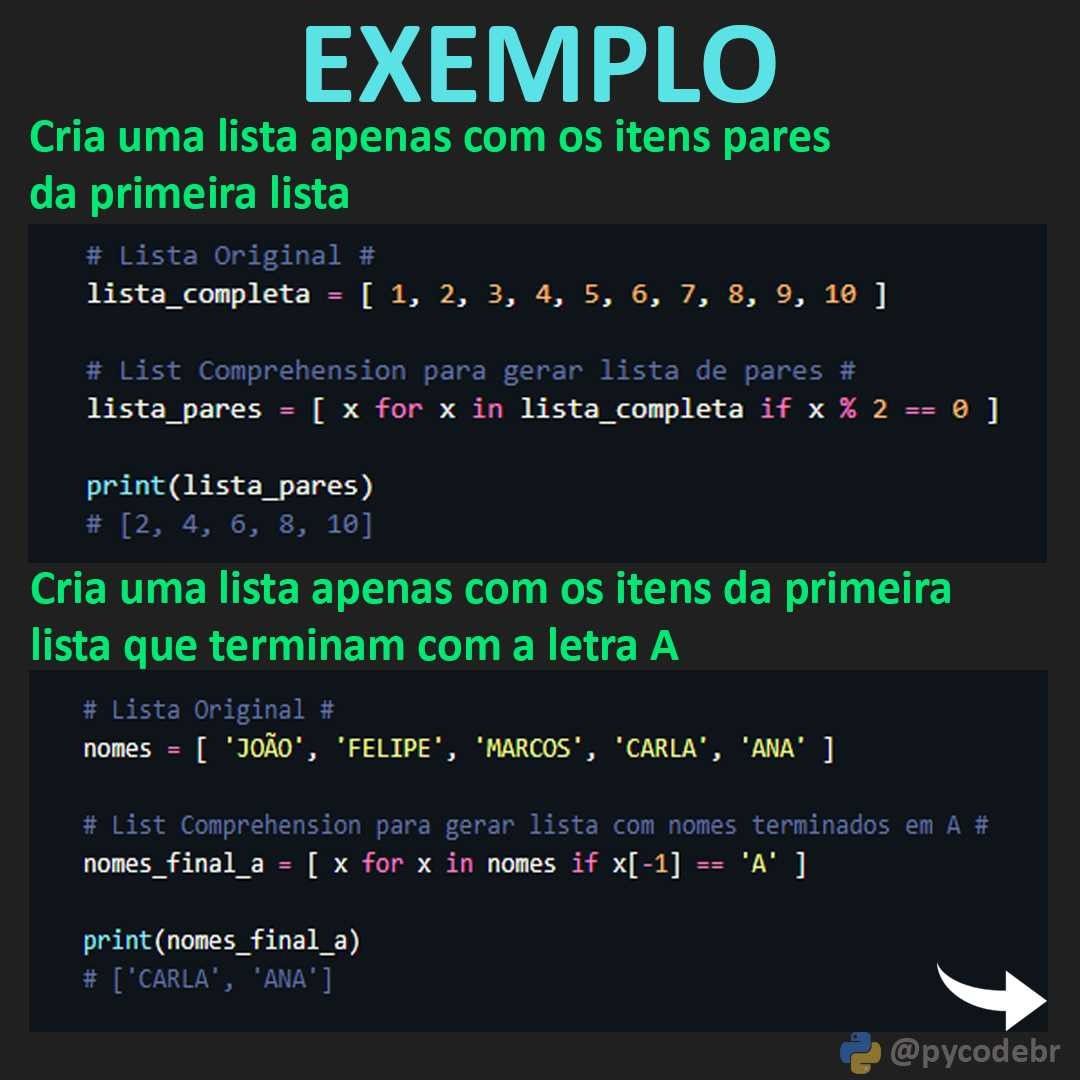 EXEMPLO
Cria uma lista apenas com os itens pares
da primeira lista
# Lista Original #
lista_completa = [ 1, 2, 3, 4, 5, 6, 7, 8, 9, 10 ]
# List Comprehension para gerar lista de pares #
lista_pares = [ x for x in lista_completa if x % 2 == 0 ]
print(lista_pares)
# [2, 4, 6, 8, 10]
Cria uma lista apenas com os itens da primeira
lista que terminam com a letra A
# Lista Original #
nomes = [ 'JOÃO', 'FELIPE', 'MARCOS', 'CARLA', 'ANA' ]
# List Comprehension para gerar lista com nomes terminados em A #
nomes_final_a = [ x for x in nomes if x[-1] == 'A' ]
print(nomes_final_a)
# ['CARLA', 'ANA']
@pycodebr